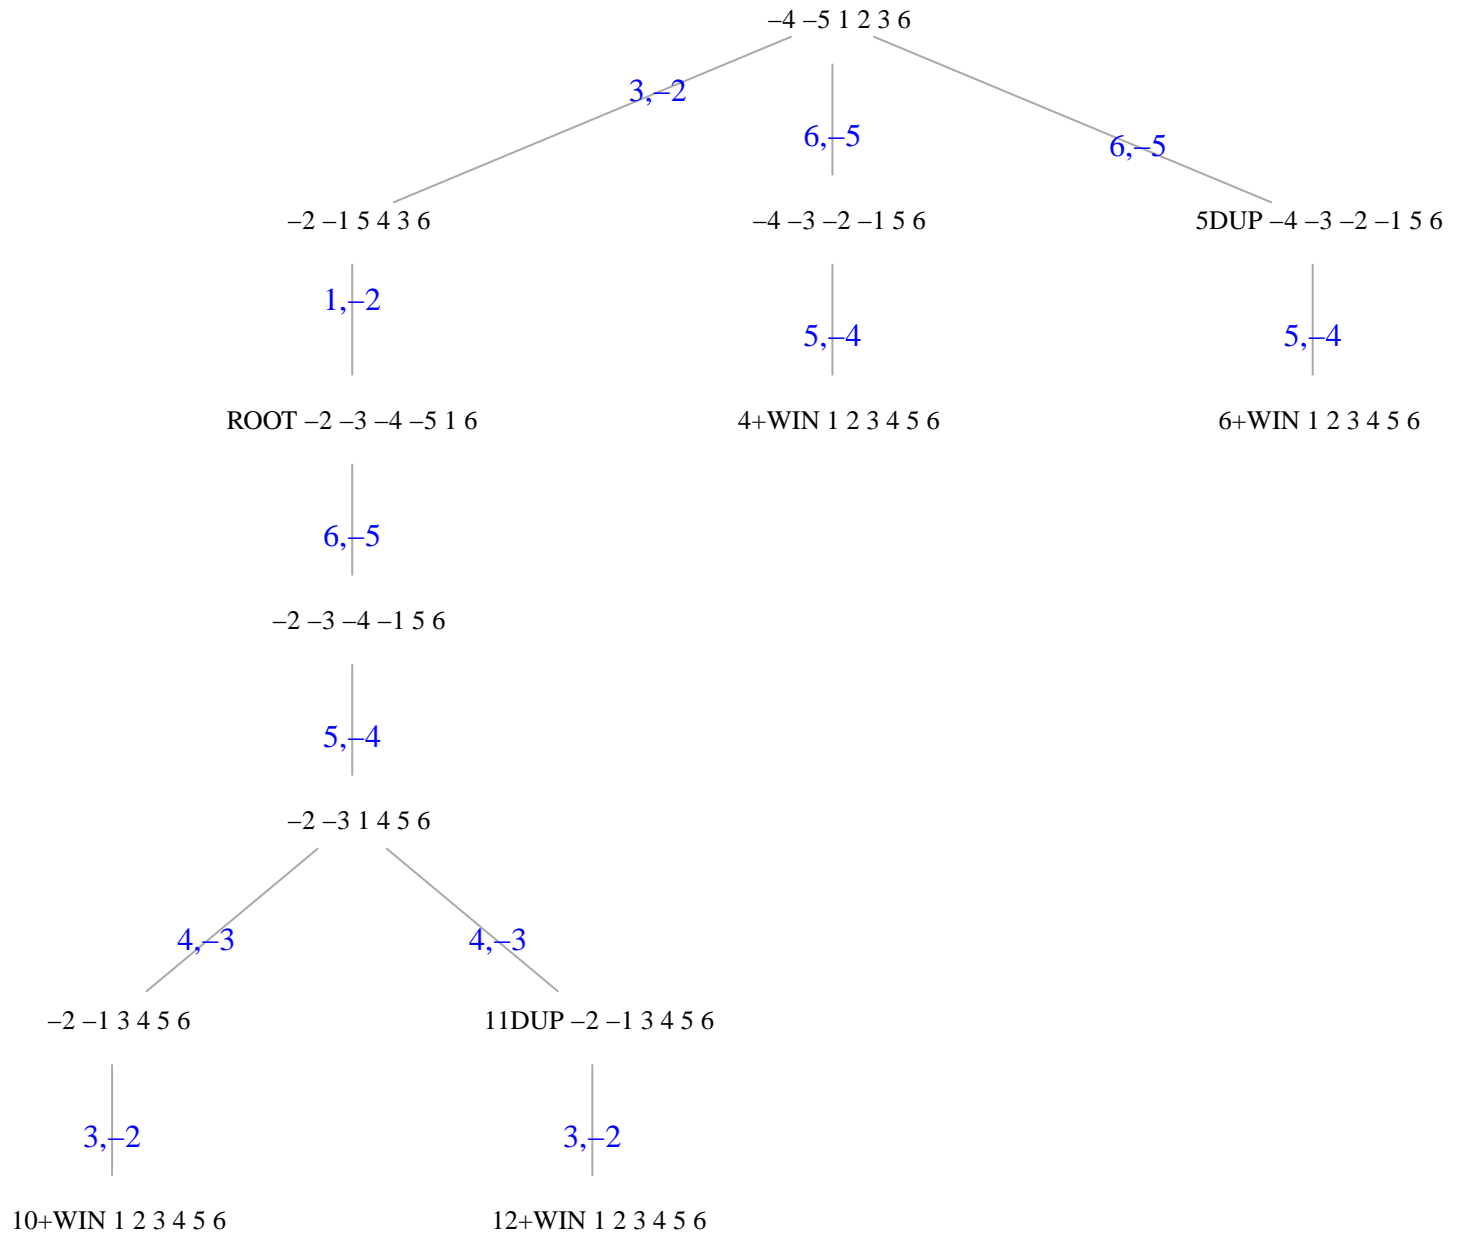 –4 –5 1 2 3 6
3,–2
6,–5
6,–5
–2 –1 5 4 3 6
–4 –3 –2 –1 5 6
5DUP –4 –3 –2 –1 5 6
1,–2
5,–4
5,–4
ROOT –2 –3 –4 –5 1 6
4+WIN 1 2 3 4 5 6
6+WIN 1 2 3 4 5 6
6,–5
–2 –3 –4 –1 5 6
5,–4
–2 –3 1 4 5 6
4,–3
4,–3
–2 –1 3 4 5 6
11DUP –2 –1 3 4 5 6
3,–2
3,–2
10+WIN 1 2 3 4 5 6
12+WIN 1 2 3 4 5 6